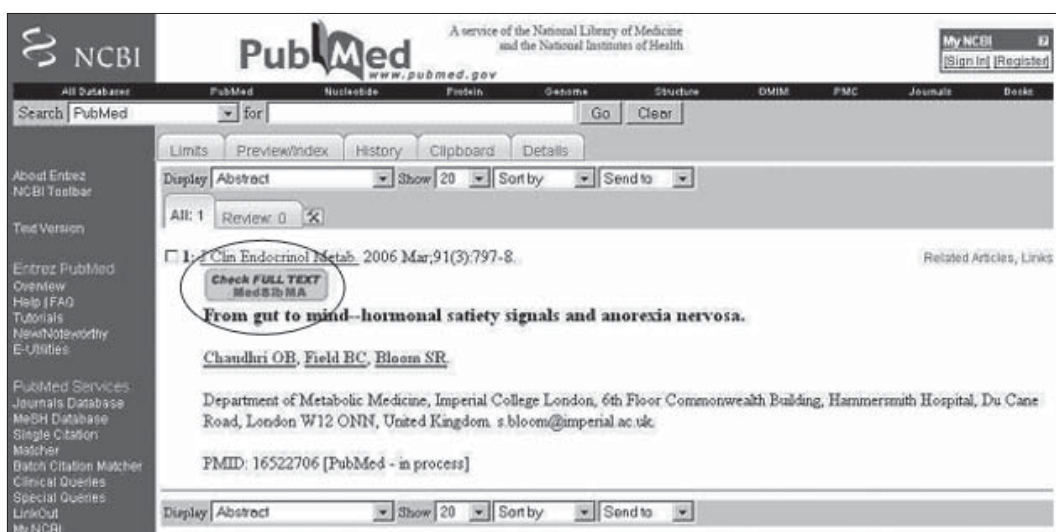 NCBI
PubMed
www.pubmed.gov
A service of the National Library of Medicine
and the National Institutes of Health
My NCBI
[Sign In] [Register]
All Databases PubMed Nucleotide Protein Genome Structure OMIM PMC Journals Books
Search PubMed for Go Clear
Limits Preview/Index History Clipboard Details
About Entrez
NCBI Toolbar
Text Version
Entrez PubMed
Overview
Help | FAQ
Tutorials
New/Noteworthy
E-Utilities
PubMed Services
Journals Database
MeSH Database
Single Citation
Matcher
Batch Citation Matcher
Clinical Queries
Special Queries
LinkOut
My NCBI
Display Abstract Show 20 Sort by Send to
All: 1 Review: 0
1: J Clin Endocrinol Metab. 2006 Mar;91(3):797-8. Related Articles, Links
Check FULL TEXT
MedBibMA
From gut to mind--hormonal satiety signals and anorexia nervosa.
Chaudhri OB, Field BC, Bloom SR.
Department of Metabolic Medicine, Imperial College London, 6th Floor Commonwealth Building, Hammersmith Hospital, Du Cane
Road, London W12 ONN, United Kingdom. s.bloom@imperial.ac.uk
PMID: 16522706 [PubMed - in process]
Display Abstract Show 20 Sort by Send to